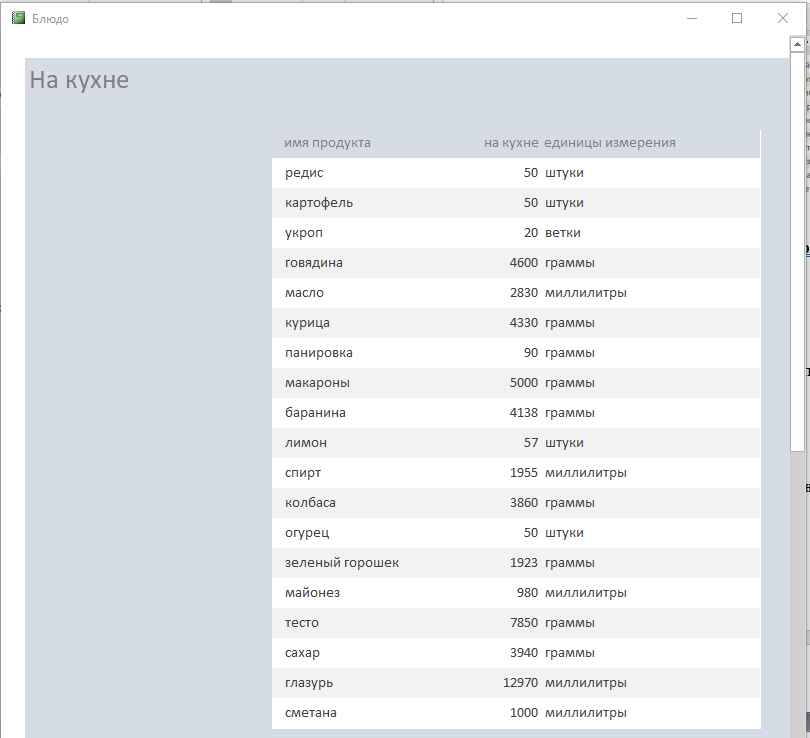 Блюдо
На кухне
имя продукта на кухне единицы измерения
редис 50 штуки
картофель 50 штуки
укроп 20 ветки
говядина 4600 граммы
масло 2830 миллилитры
курица 4330 граммы
панировка 90 граммы
макароны 5000 граммы
баранина 4138 граммы
лимон 57 штуки
спирт 1955 миллилитры
колбаса 3860 граммы
огурец 50 штуки
зеленый горошек 1923 граммы
майонез 980 миллилитры
тесто 7850 граммы
сахар 3940 граммы
глазурь 12970 миллилитры
сметана 1000 миллилитры